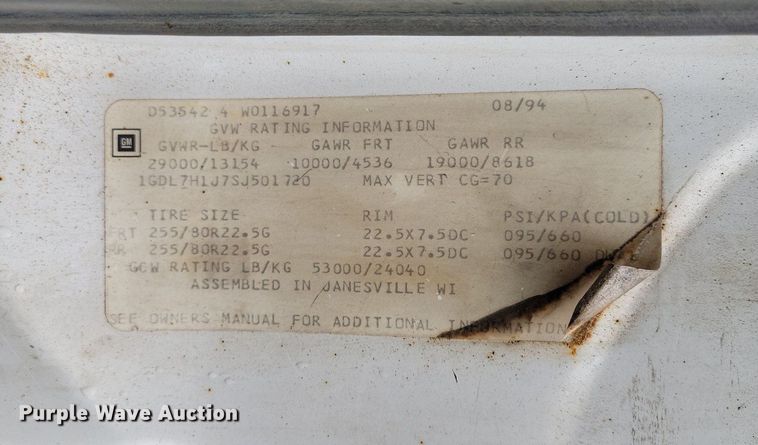 D53542 4 W0116917 08/94
GVW RATING INFORMATION
GM
GVWR-LB/KG GAWR FRT GAWR RR
29000/13154 10000/4536 19000/8618
1GDL7H1J7SJ501720 MAX VERT CG=70
TIRE SIZE RIM PSI/KPA(COLD)
FRT 255/80R22.5G 22.5X7.5DC 095/660
RR 255/80R22.5G 22.5X7.5DC 095/660
GCW RATING LB/KG 53000/24040
ASSEMBLED IN JANESVILLE WI
SEE OWNERS MANUAL FOR ADDITIONAL INFORMATION
Purple Wave Auction